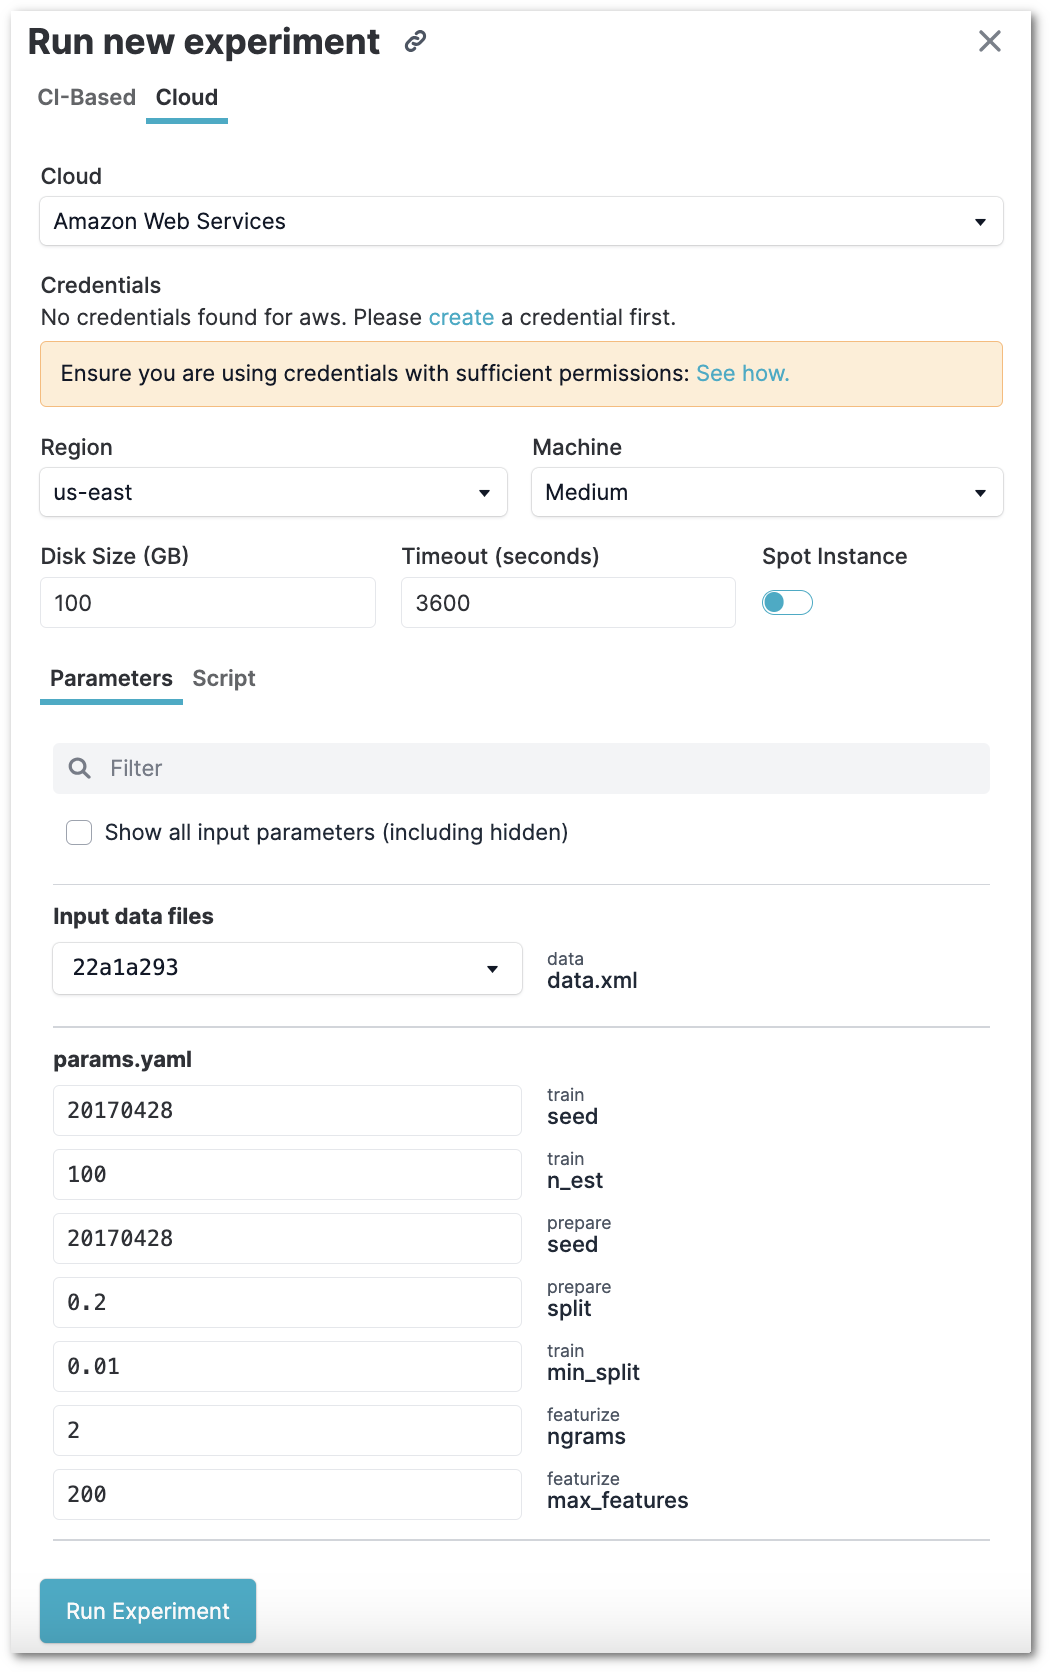 Run new experiment
CI-Based Cloud
Cloud
Amazon Web Services
Credentials
No credentials found for aws. Please create a credential first.
Ensure you are using credentials with sufficient permissions: See how.
Region Machine
us-east Medium
Disk Size (GB) Timeout (seconds) Spot Instance
100 3600
Parameters Script
Filter
Show all input parameters (including hidden)
Input data files
22a1a293
data
data.xml
params.yaml
20170428
train
seed
100
train
n_est
20170428
prepare
seed
0.2
prepare
split
0.01
train
min_split
2
featurize
ngrams
200
featurize
max_features
Run Experiment